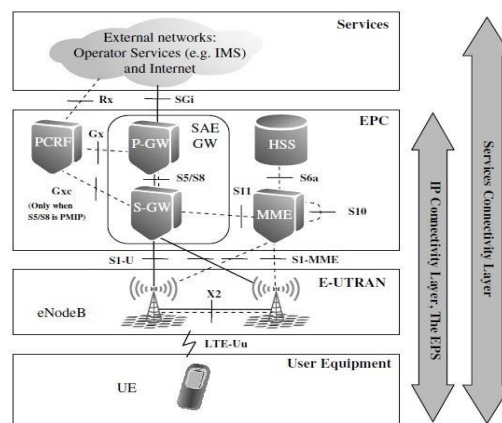 Services
External networks:
Operator Services (e.g. IMS)
and Internet
Rx
SGi
EPC
PCRF
Gx
P-GW
SAE
GW
HSS
Gxc
(Only when
S5/S8 is PMIP)
S5/S8
S-GW
S11
S6a
MME
S10
S1-U
S1-MME
E-UTRAN
X2
eNodeB
LTE-Uu
User Equipment
UE
IP Connectivity Layer, The EPS
Services Connectivity Layer